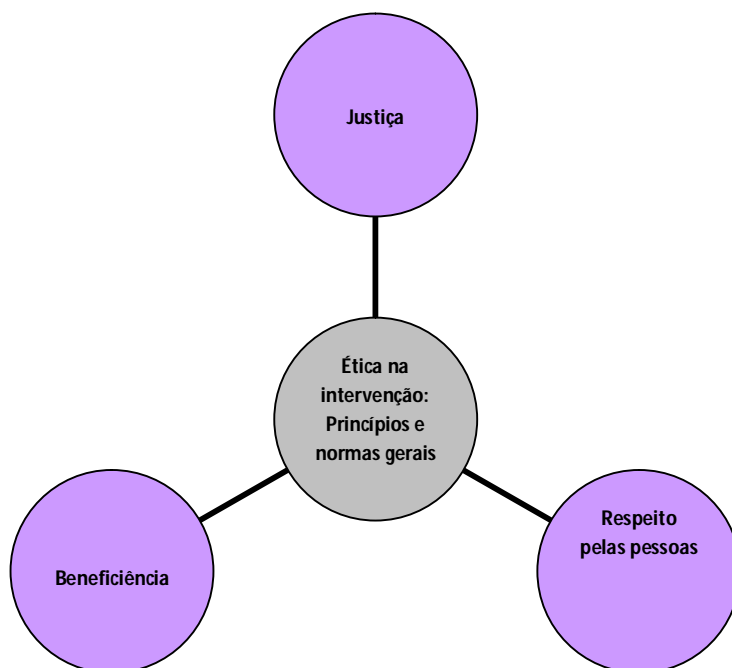 Justiça
Ética na
intervenção:
Princípios e
normas gerais
Respeito
pelas pessoas
Beneficiência